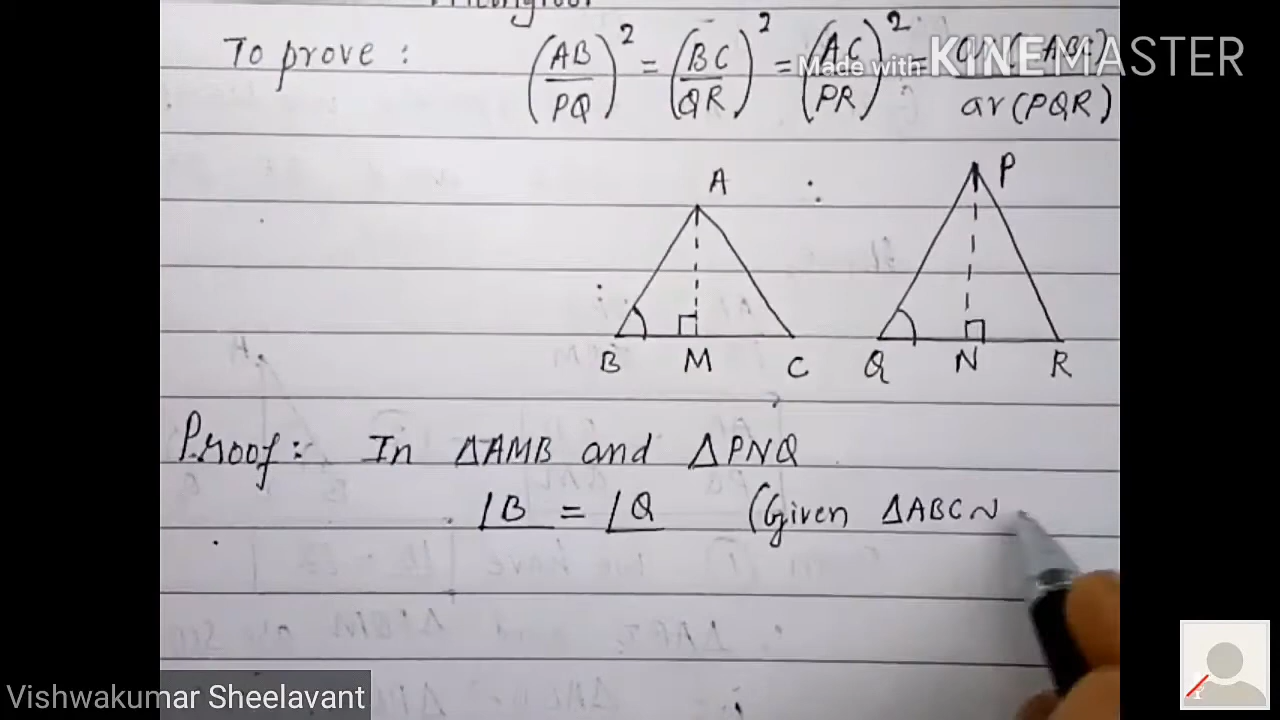 To prove : (AB/PQ)² = (BC/QR)² = (AC/PR)² = ar(ABC)/ar(PQR)
Made with KINEMASTER
A P
B M C Q N R
Proof:- In ΔAMB and ΔPNQ
∠B = ∠Q (Given ΔABC ~
Vishwakumar Sheelavant